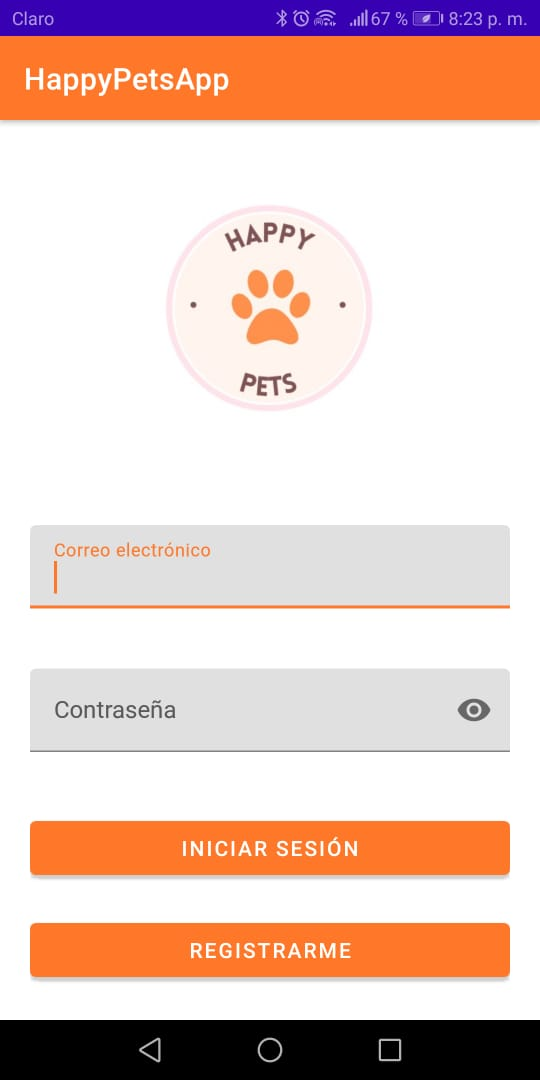 Claro 67 % 8:23 p. m.
HappyPetsApp
HAPPY
PETS
Correo electrónico
Contraseña
INICIAR SESIÓN
REGISTRARME